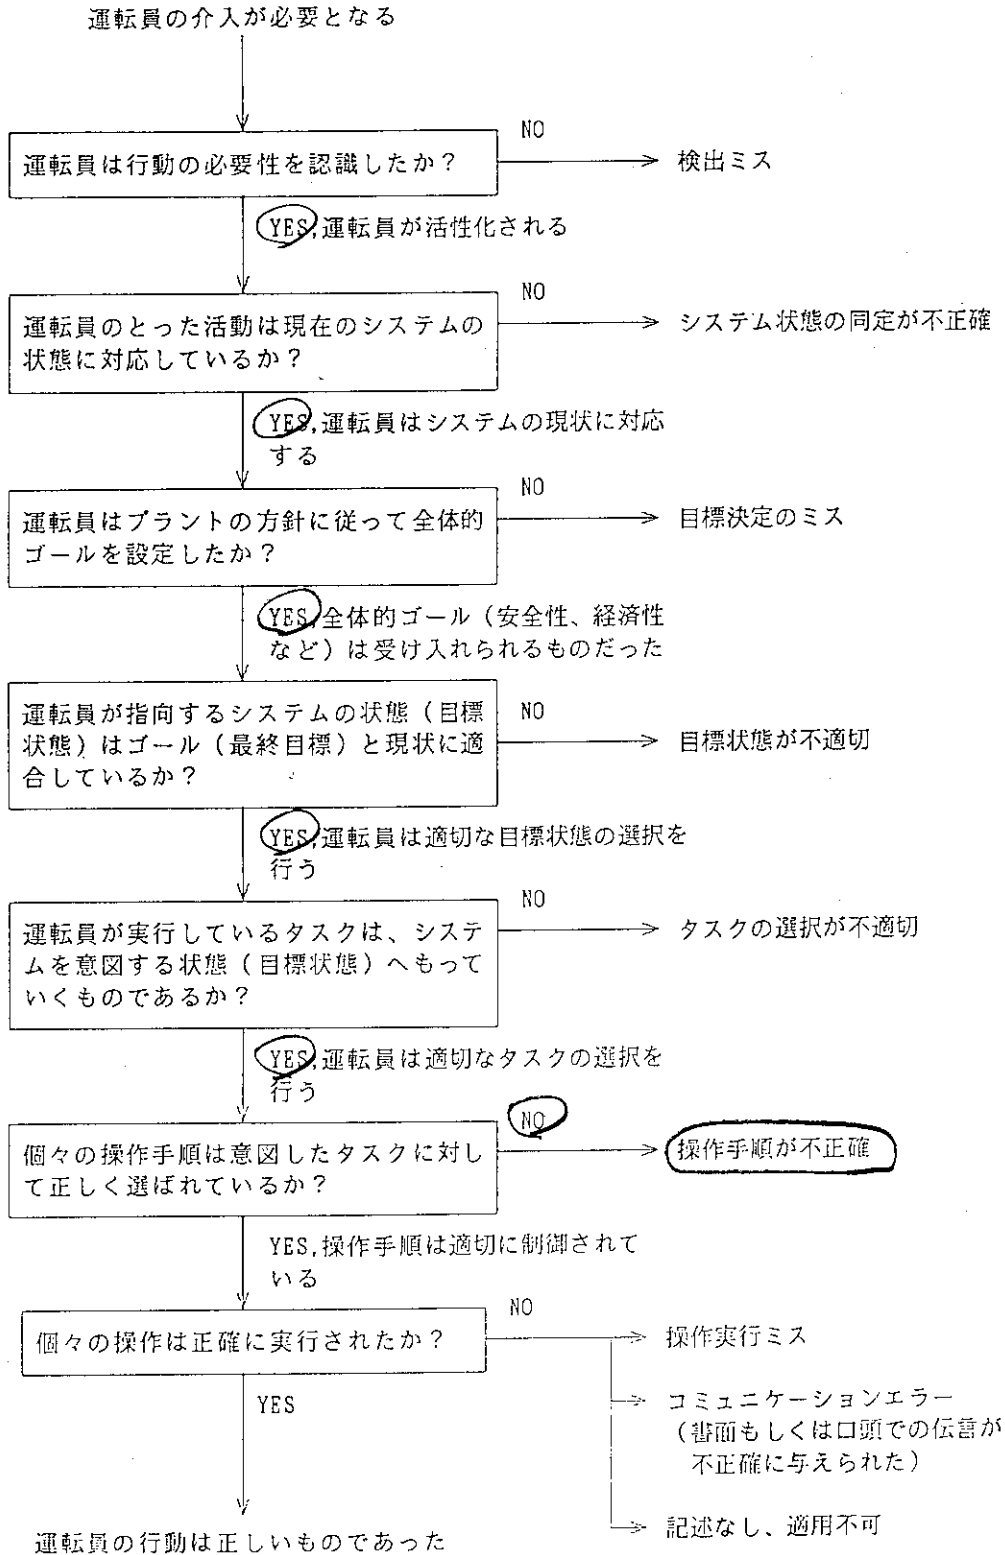 運転員の介入が必要となる
NO
運転員は行動の必要性を認識したか？
検出ミス
YES,運転員が活性化される
NO
運転員のとった活動は現在のシステムの
状態に対応しているか？
システム状態の同定が不正確
YES,運転員はシステムの現状に対応
する
NO
運転員はプラントの方針に従って全体的
ゴールを設定したか？
目標決定のミス
YES,全体的ゴール（安全性、経済性
など）は受け入れられるものだった
運転員が指向するシステムの状態（目標
状態）はゴール（最終目標）と現状に適
合しているか？
NO
目標状態が不適切
YES,運転員は適切な目標状態の選択を
行う
NO
運転員が実行しているタスクは、システ
ムを意図する状態（目標状態）へもって
いくものであるか？
タスクの選択が不適切
YES,運転員は適切なタスクの選択を
行う
NO
個々の操作手順は意図したタスクに対し
て正しく選ばれているか？
操作手順が不正確
YES,操作手順は適切に制御されて
いる
NO
個々の操作は正確に実行されたか？
操作実行ミス
YES
コミュニケーションエラー
（書面もしくは口頭での伝言が
不正確に与えられた）
記述なし、適用不可
運転員の行動は正しいものであった